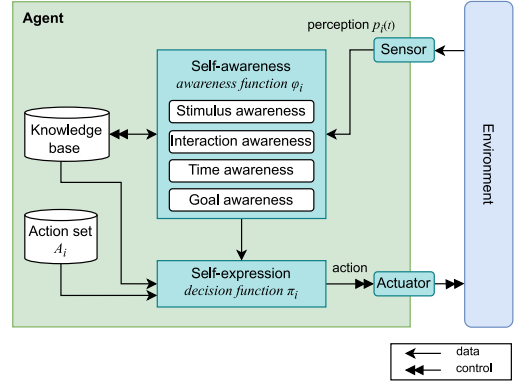 Agent
perception p_i(t)
Sensor
Self-awareness
awareness function φ_i
Stimulus awareness
Interaction awareness
Time awareness
Goal awareness
Knowledge
base
Action set
A_i
Self-expression
decision function π_i
action
Actuator
Environment
data
control